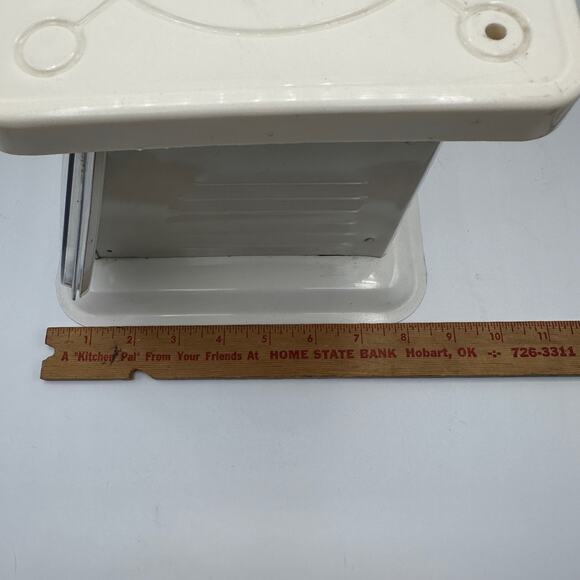 1 2 3 4 5 6 7 8 9 10 11
A "Kitchen Pal" From Your Friends At HOME STATE BANK Hobart, OK -:- 726-3311